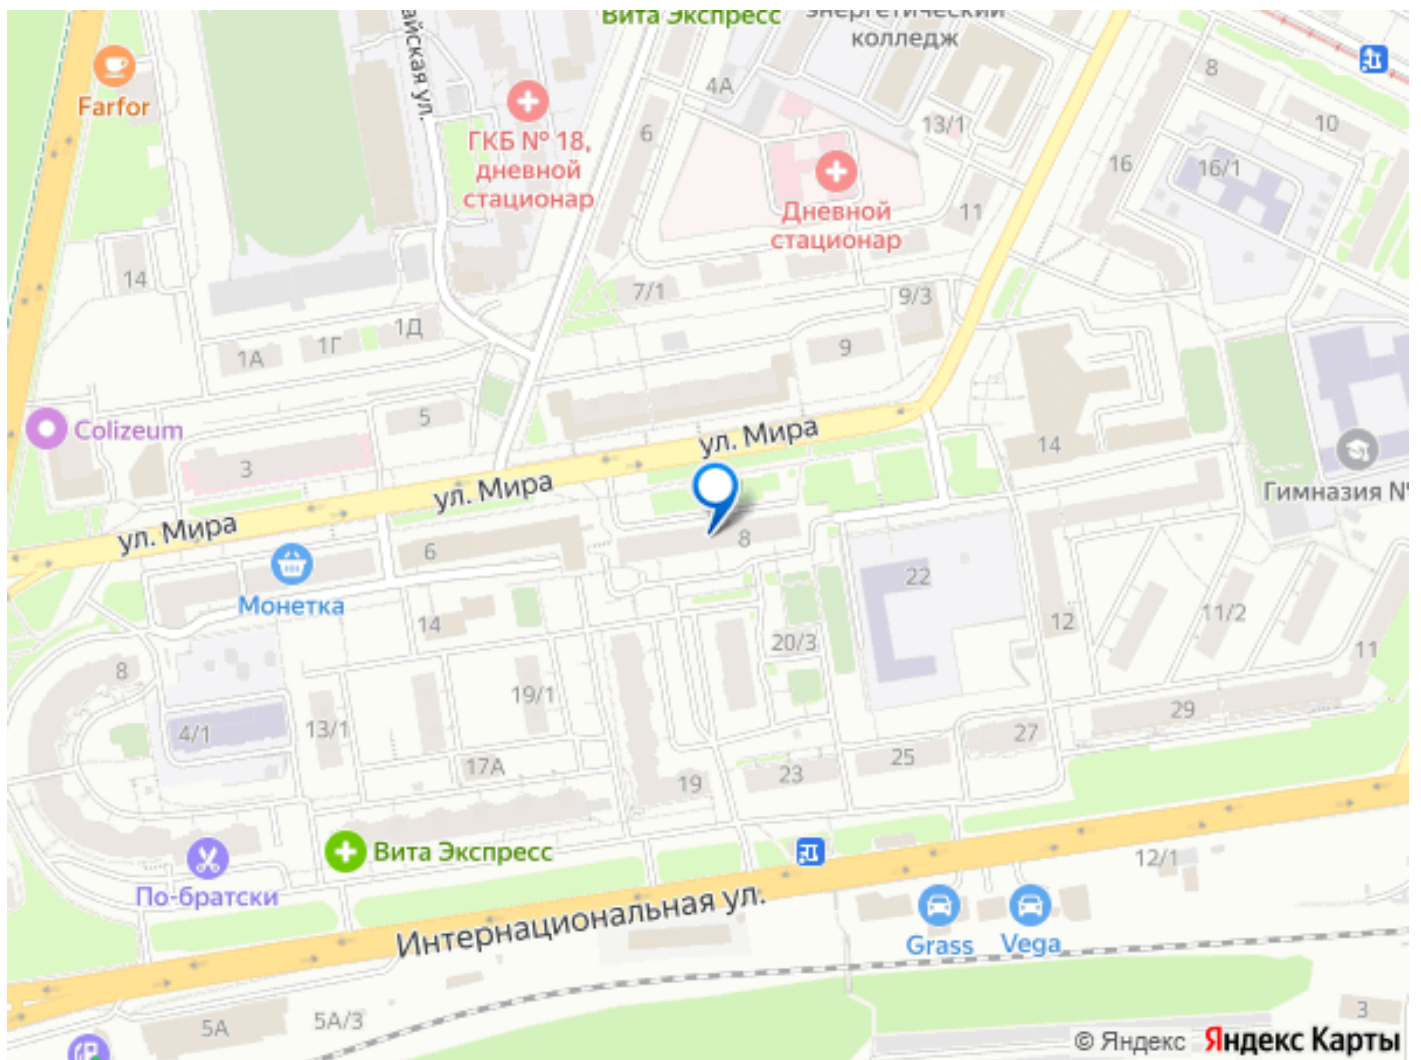 Вита Экспресс
энергетический
колледж
Farfor
ГКБ № 18,
дневной
стационар
4А
6
13/1
8
10
16
16/1
Дневной
стационар
11
14
7/1
9/3
1А
1Г
1Д
9
5
Colizeum
3
ул. Мира
ул. Мира
ул. Мира
14
Гимназия №
6
8
Монетка
22
14
20/3
12
11/2
11
8
19/1
4/1
13/1
17А
19
23
25
27
29
Вита Экспресс
По-братски
Интернациональная ул.
12/1
Grass
Vega
5А
5А/3
3
© Яндекс Яндекс Карты